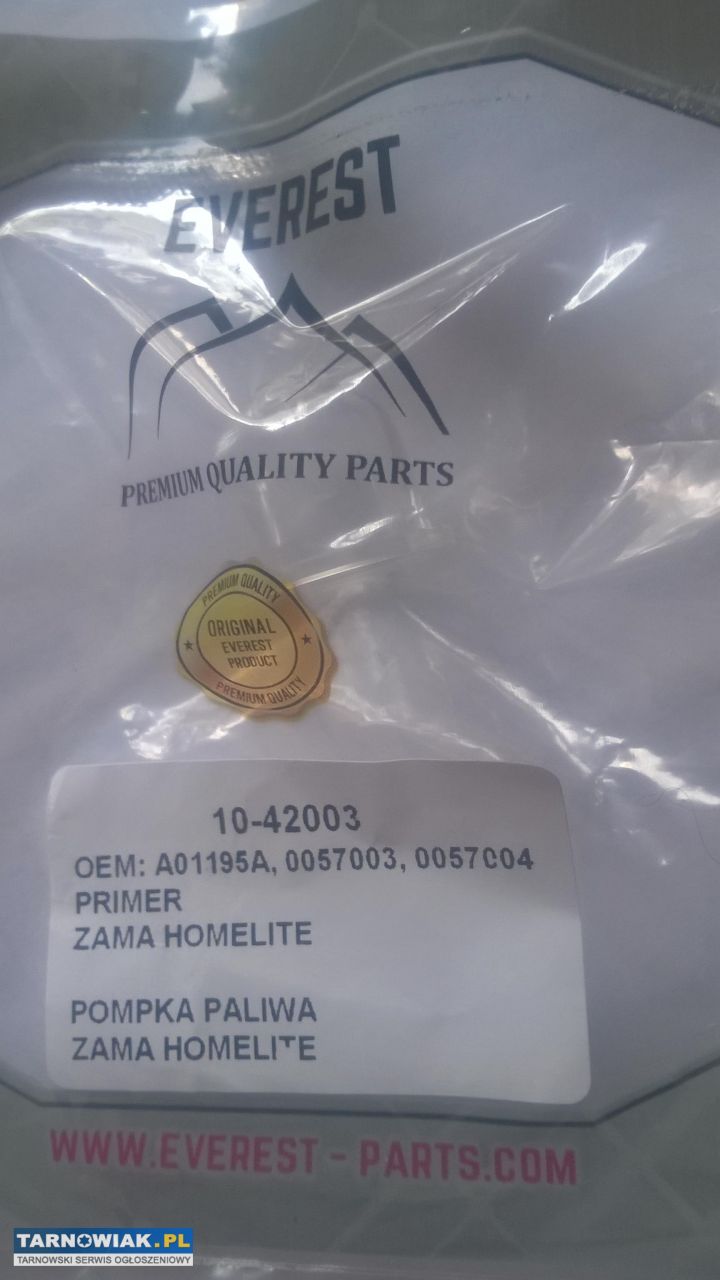 EVEREST
PREMIUM QUALITY PARTS
PREMIUM QUALITY
ORIGINAL
EVEREST
PRODUCT
PREMIUM QUALITY
10-42003
OEM: A01195A, 0057003, 0057004
PRIMER
ZAMA HOMELITE
POMPKA PALIWA
ZAMA HOMELITE
WWW.EVEREST-PARTS.COM
TARNOWIAK.PL
TARNOWSKI SERWIS OGŁOSZENIOWY